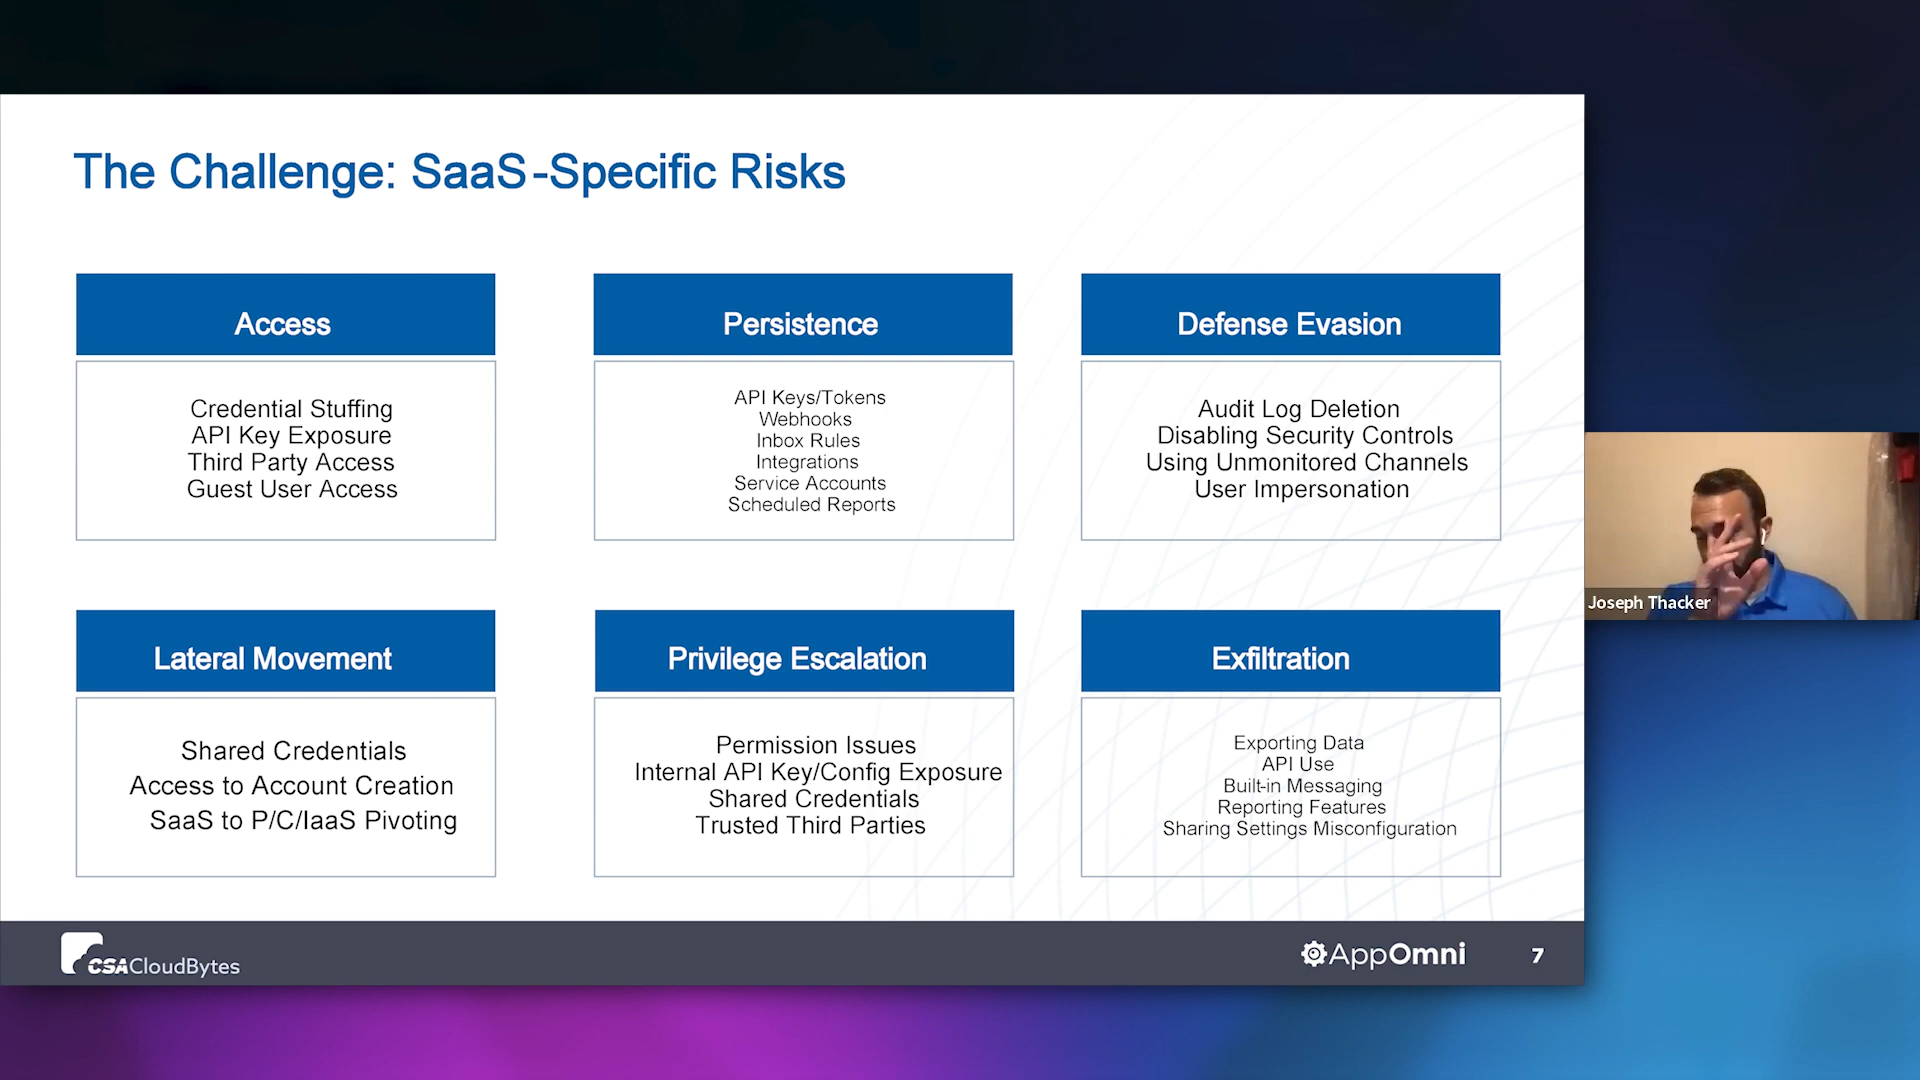 The Challenge: SaaS-Specific Risks
Access
Credential Stuffing
API Key Exposure
Third Party Access
Guest User Access
Persistence
API Keys/Tokens
Webhooks
Inbox Rules
Integrations
Service Accounts
Scheduled Reports
Defense Evasion
Audit Log Deletion
Disabling Security Controls
Using Unmonitored Channels
User Impersonation
Joseph Thacker
Lateral Movement
Shared Credentials
Access to Account Creation
SaaS to P/C/IaaS Pivoting
Privilege Escalation
Permission Issues
Internal API Key/Config Exposure
Shared Credentials
Trusted Third Parties
Exfiltration
Exporting Data
API Use
Built-in Messaging
Reporting Features
Sharing Settings Misconfiguration
CSACloudBytes
AppOmni
7